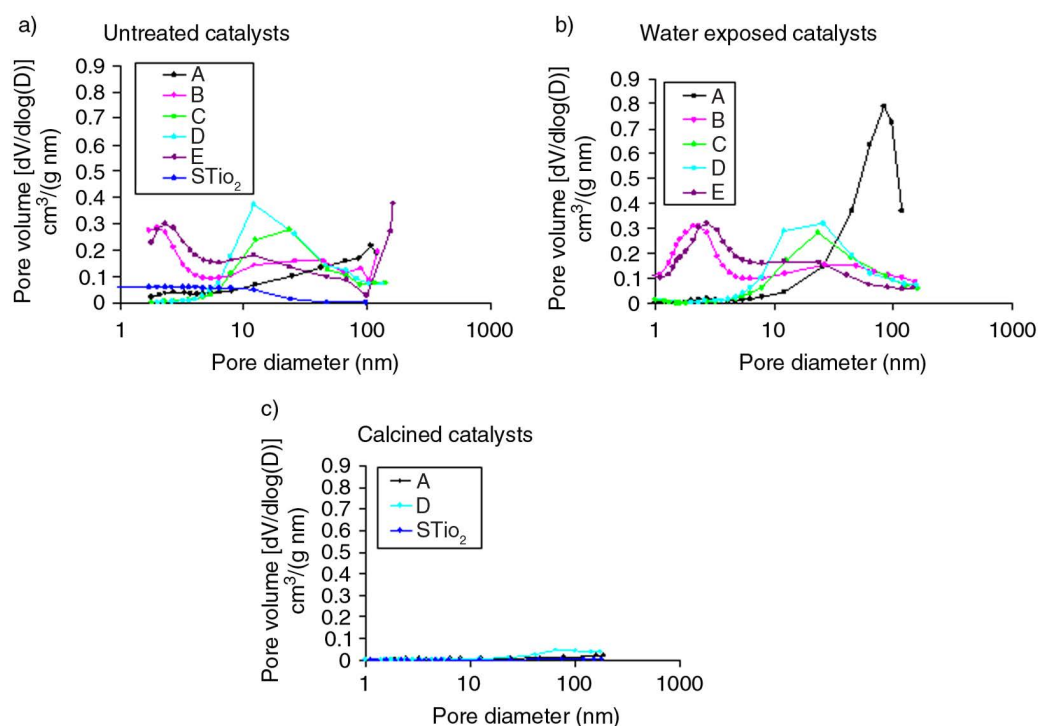 a)
Untreated catalysts
Pore volume [dV/dlog(D)]
cm³/(g nm)
0.9
0.8
0.7
0.6
0.5
0.4
0.3
0.2
0.1
0
A
B
C
D
E
STio₂
1 10 100 1000
Pore diameter (nm)
b)
Water exposed catalysts
Pore volume [dV/dlog(D)]
cm³/(g nm)
0.9
0.8
0.7
0.6
0.5
0.4
0.3
0.2
0.1
0
A
B
C
D
E
1 10 100 1000
Pore diameter (nm)
c)
Calcined catalysts
Pore volume [dV/dlog(D)]
cm³/(g nm)
0.9
0.8
0.7
0.6
0.5
0.4
0.3
0.2
0.1
0
A
D
STio₂
1 10 100 1000
Pore diameter (nm)